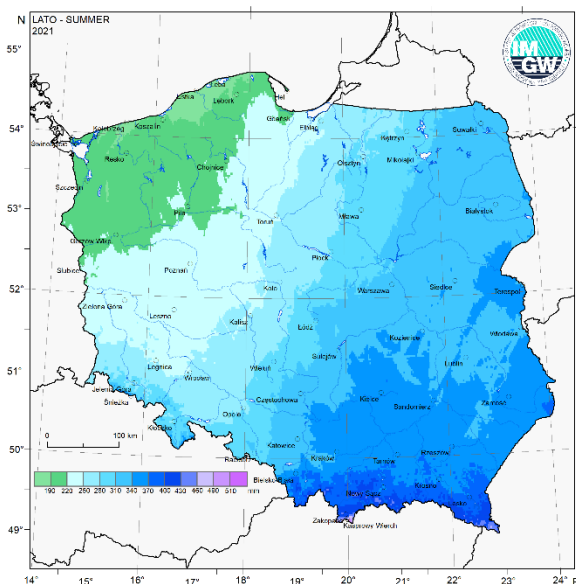 N
LATO - SUMMER
2021
IM
GW
55°
Łeba
Ustka
Lębork
Hel
Gdańsk
54°
Kołobrzeg
Koszalin
Elbląg
Kętrzyn
Suwałki
Świnoujście
Resko
Chojnice
Olsztyn
Mikołajki
Szczecin
53°
Piła
Toruń
Mława
Białystok
Gorzów Wlkp.
Słubice
Poznań
Płock
52°
Koło
Warszawa
Siedlce
Terespol
Zielona Góra
Leszno
Kalisz
Łódź
Kozienice
Włodawa
51°
Legnica
Wrocław
Wieluń
Sulejów
Lublin
Jelenia Góra
Śnieżka
Opole
Częstochowa
Kielce
Sandomierz
Zamość
Kłodzko
0 100 km
50°
Racibórz
Katowice
Kraków
Tarnów
Rzeszów
Bielsko-Biała
Nowy Sącz
Krosno
Lesko
190 220 250 280 310 340 370 400 430 460 490 510
mm
49°
Zakopane
Kasprowy Wierch
14° 15° 16° 17° 18° 19° 20° 21° 22° 23° 24° E